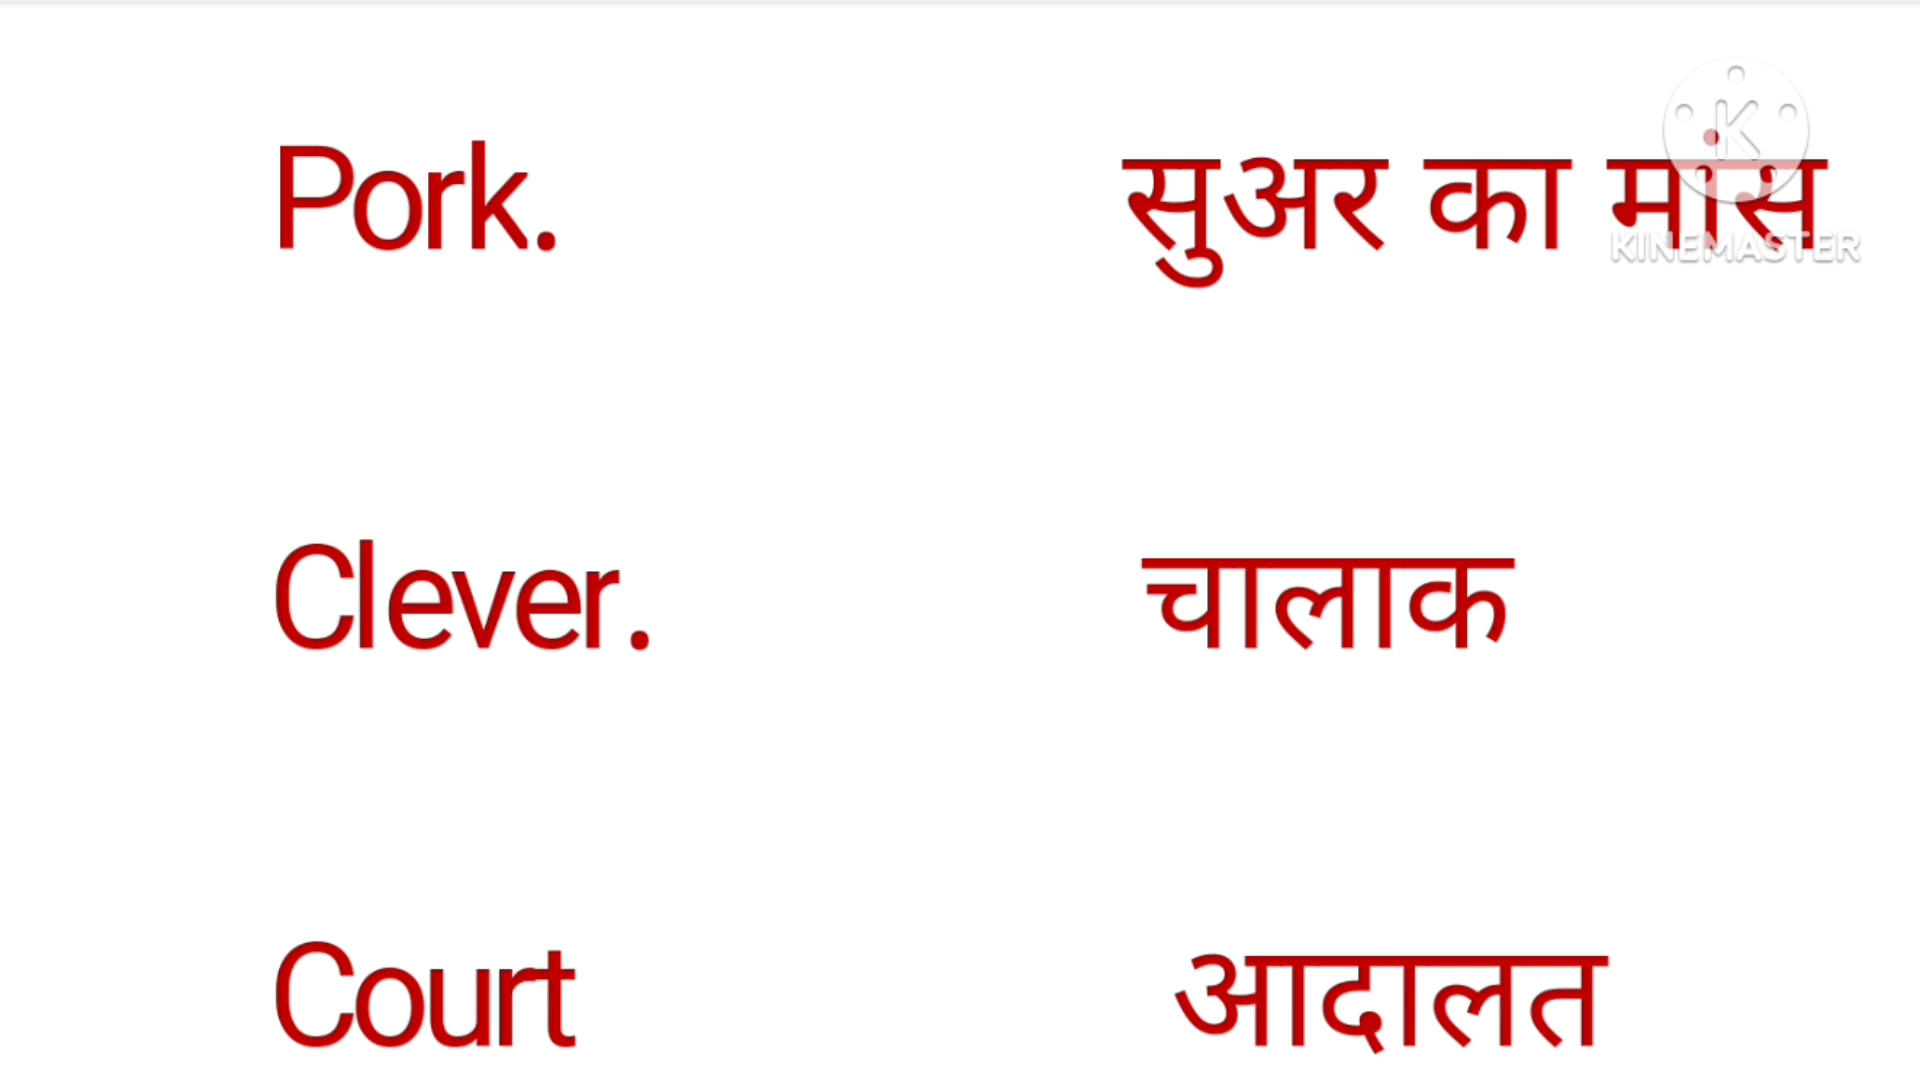 Pork. सुअर का मांस
KINEMASTER
Clever. चालाक
Court आदालत